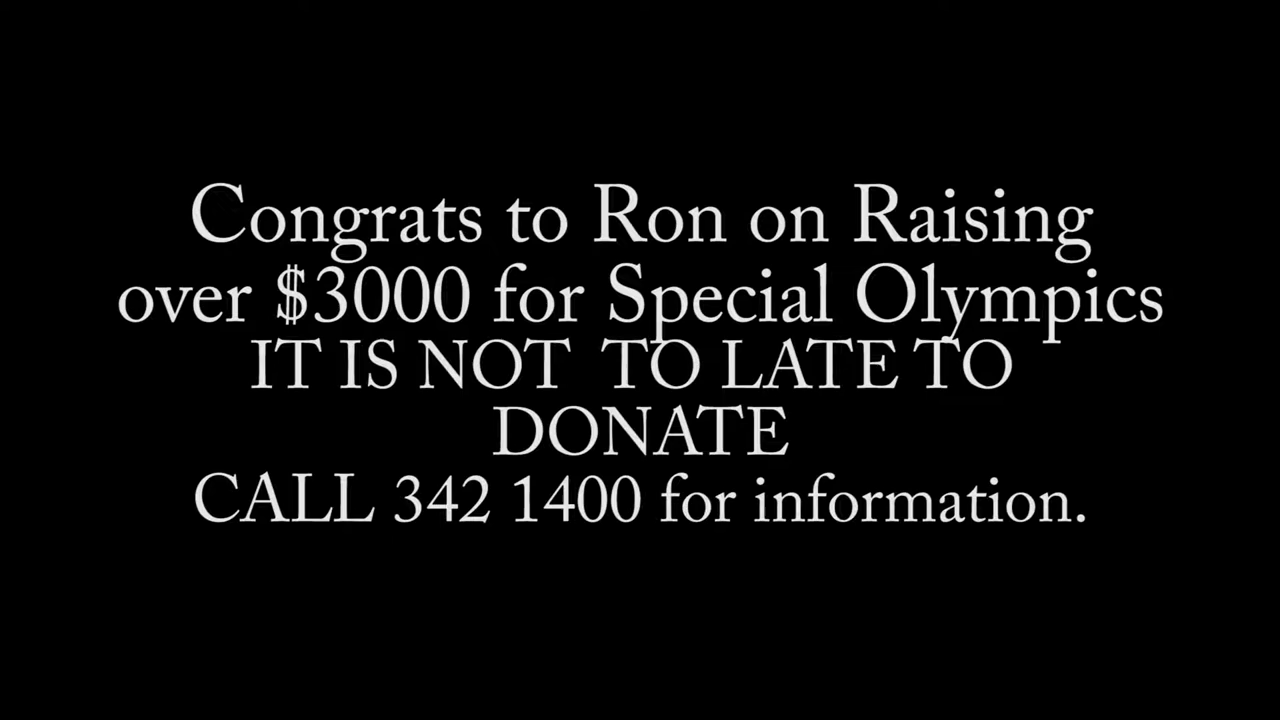 Congrats to Ron on Raising
over $3000 for Special Olympics
IT IS NOT  TO LATE TO
DONATE
CALL 342 1400 for information.